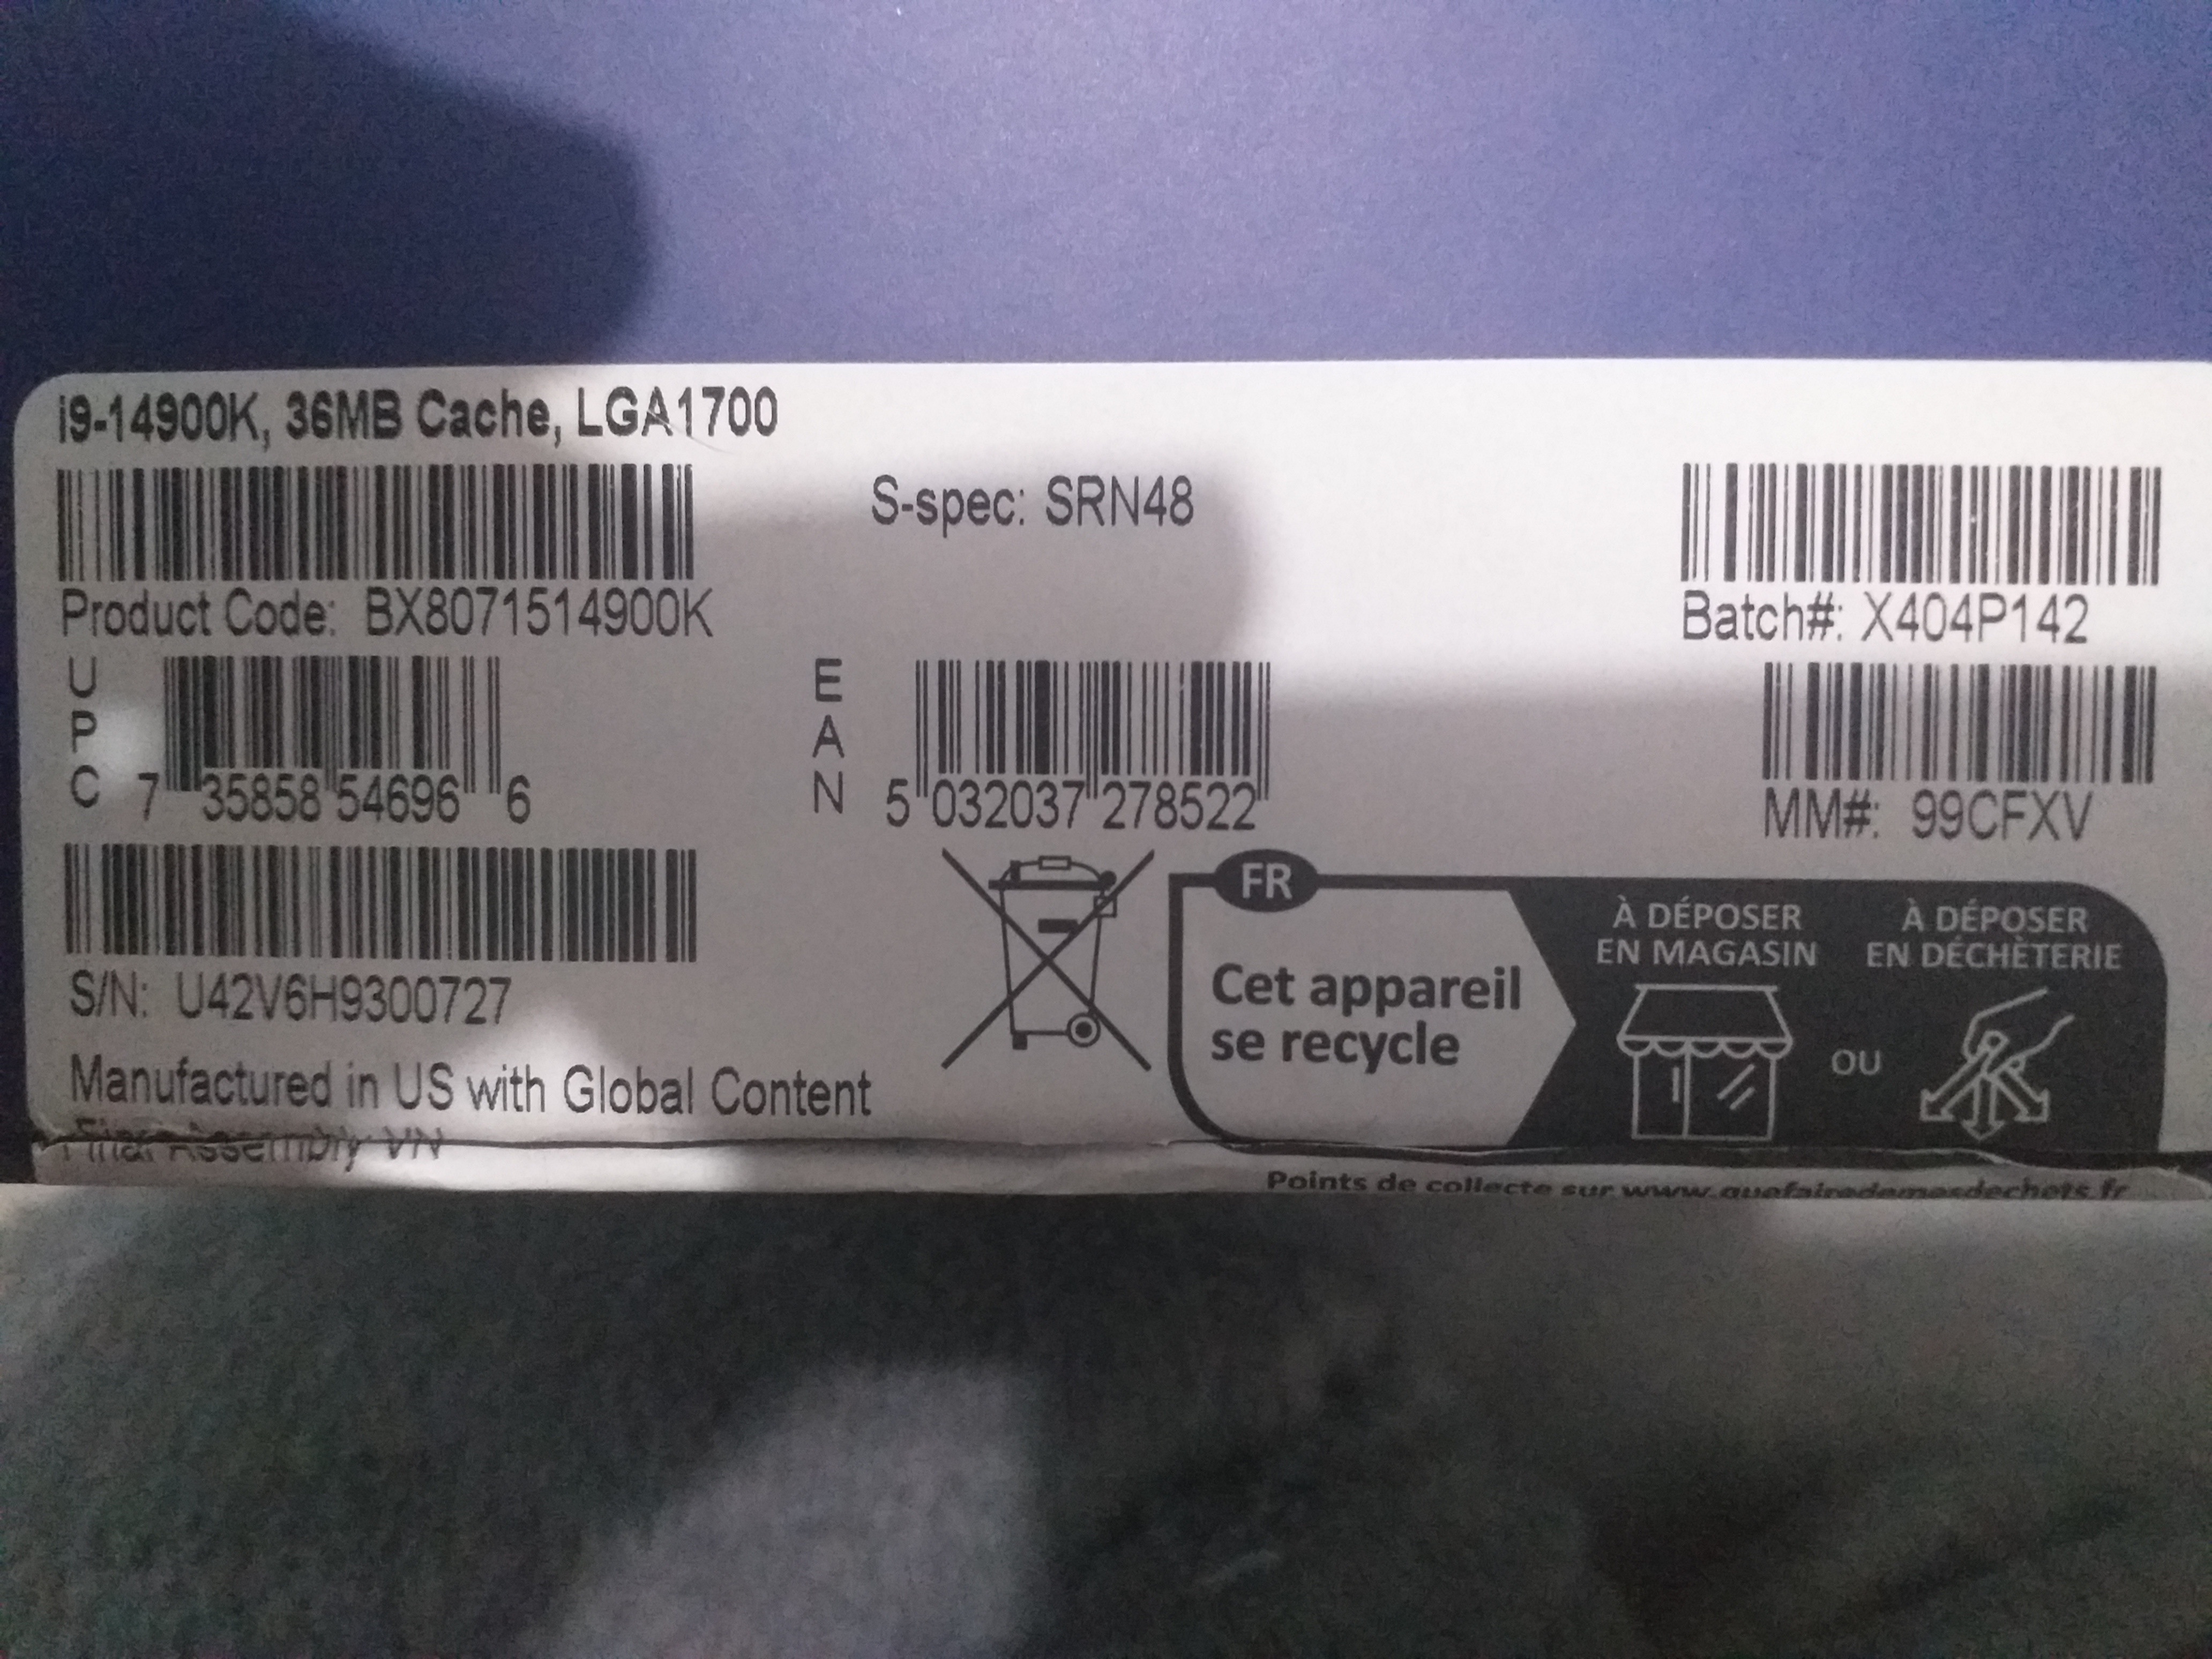 i9-14900K, 36MB Cache, LGA1700
S-spec: SRN48
Product Code: BX8071514900K
Batch#: X404P142
UPC 7 35858 54696 6
EAN 5 032037 278522
MM#: 99CFXV
S/N: U42V6H9300727
Manufactured in US with Global Content
Final Assembly VN
FR
Cet appareil
se recycle
À DÉPOSER
EN MAGASIN
OU
À DÉPOSER
EN DÉCHÈTERIE
Points de collecte sur www.quefairedemesdechets.fr